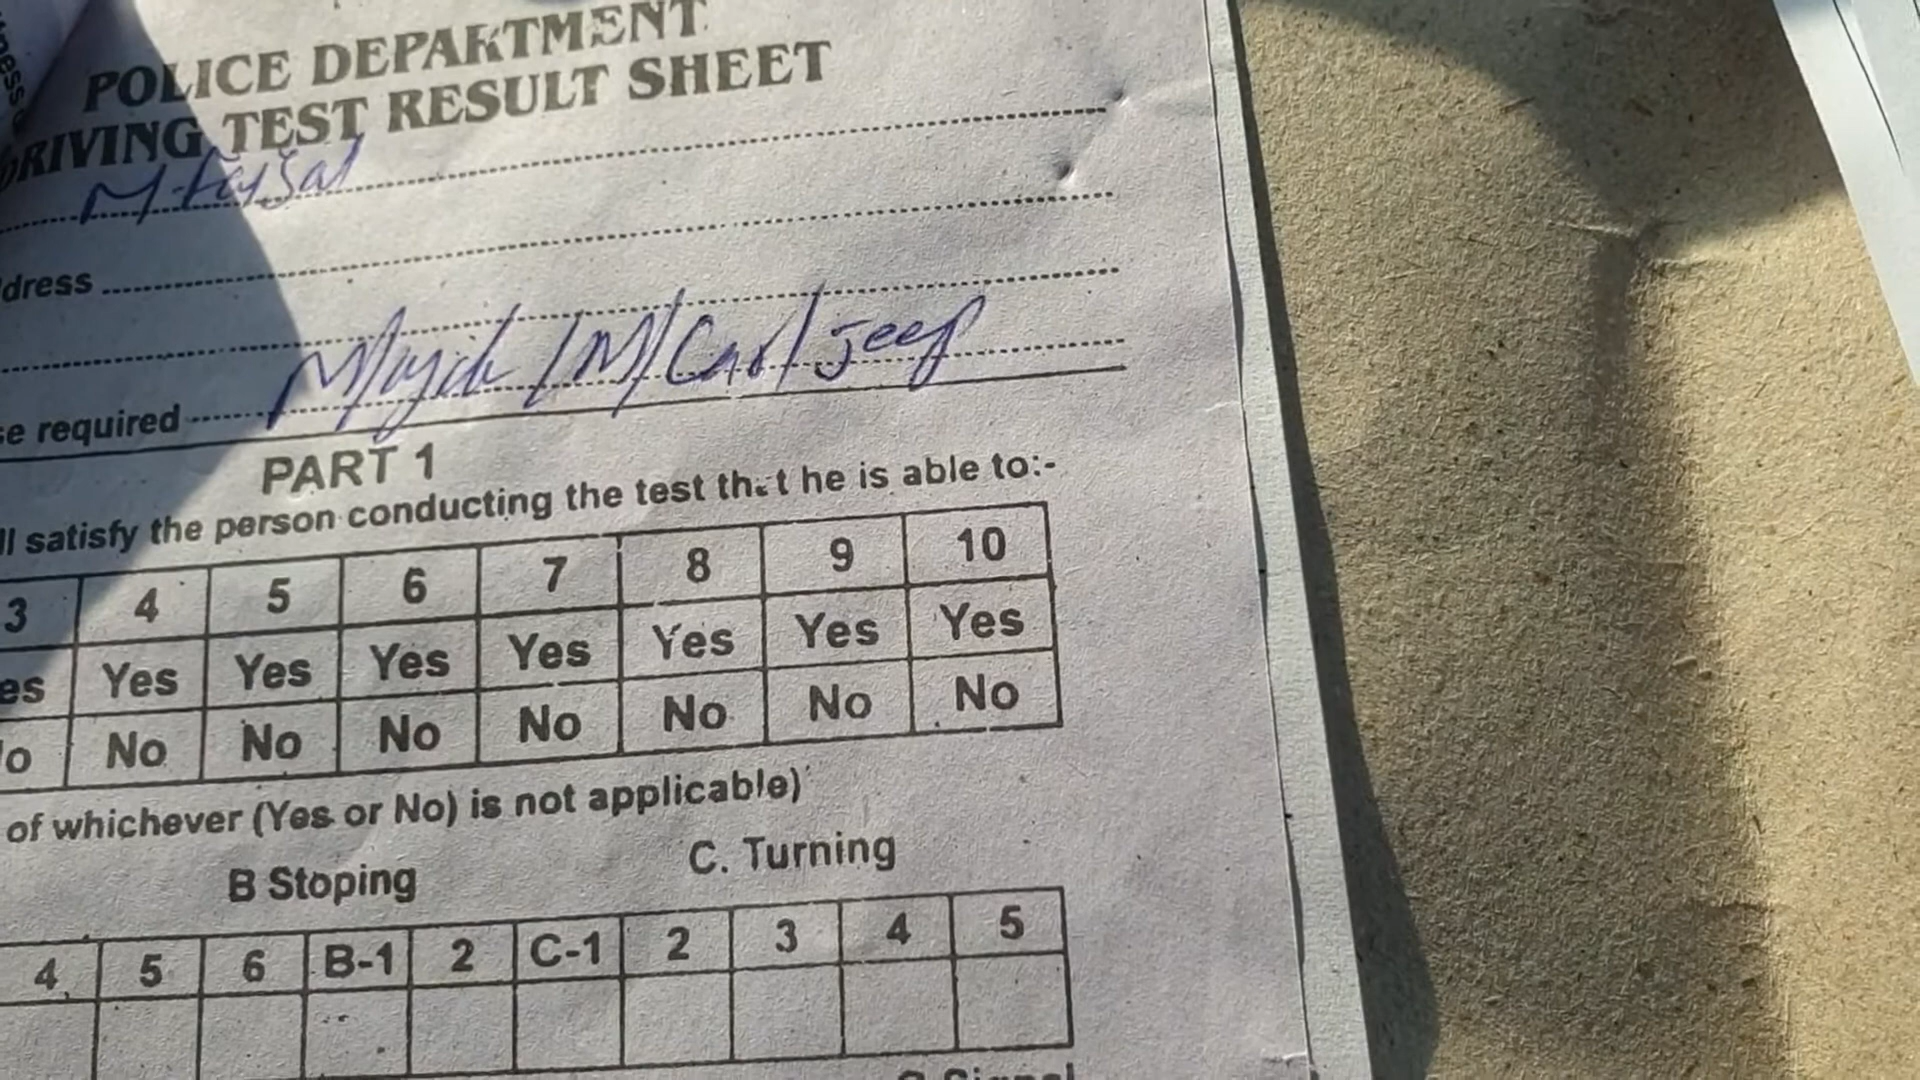 POLICE DEPARTMENT
DRIVING TEST RESULT SHEET
M.Faysal
dress
se required M/cycle/M/Car/Jeep
PART 1
ll satisfy the person conducting the test that he is able to:-
3 4 5 6 7 8 9 10
es Yes Yes Yes Yes Yes Yes Yes
o No No No No No No No
of whichever (Yes or No) is not applicable)
B Stoping C. Turning
4 5 6 B-1 2 C-1 2 3 4 5